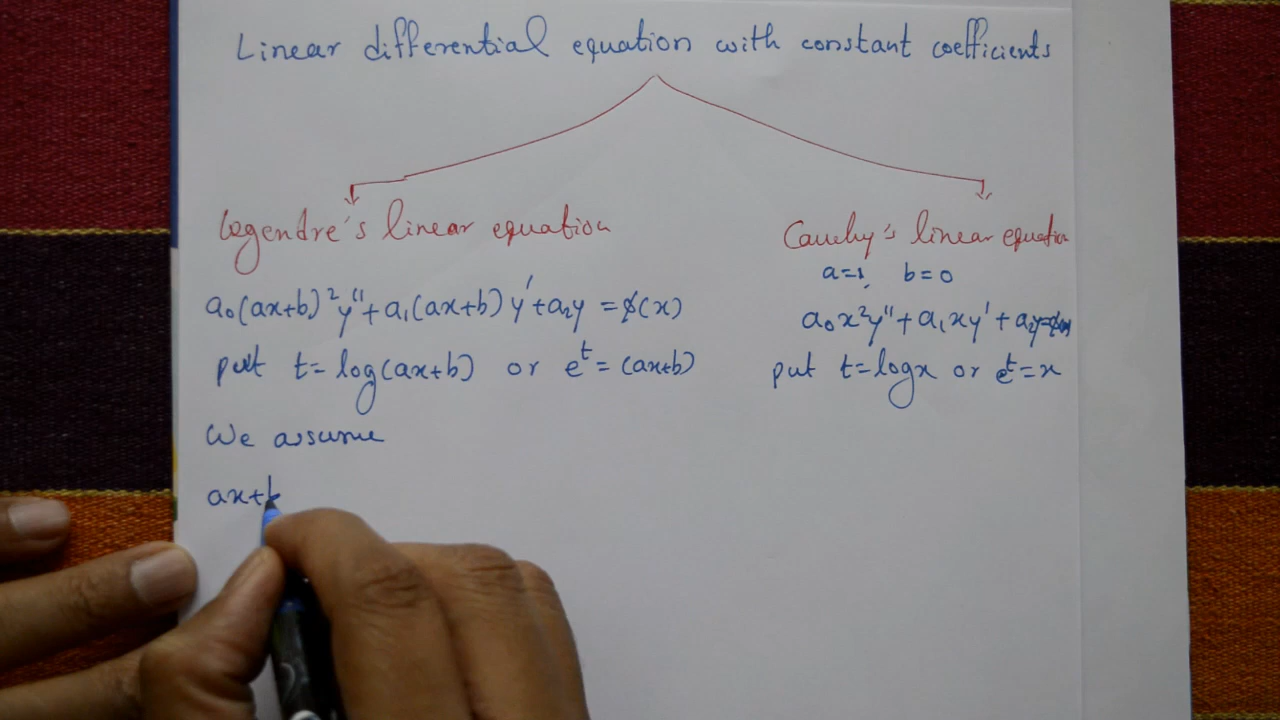 Linear differential equation with constant coefficients
Legendre's linear equation
a₀(ax+b)²y"+a₁(ax+b)y'+a₂y = ϕ(x)
put t=log(ax+b) or eᵗ=(ax+b)
We assume
ax+b
Cauchy's linear equation
a=1, b=0
a₀x²y"+a₁xy'+a₂y=ϕ(x)
put t=logx or eᵗ=x